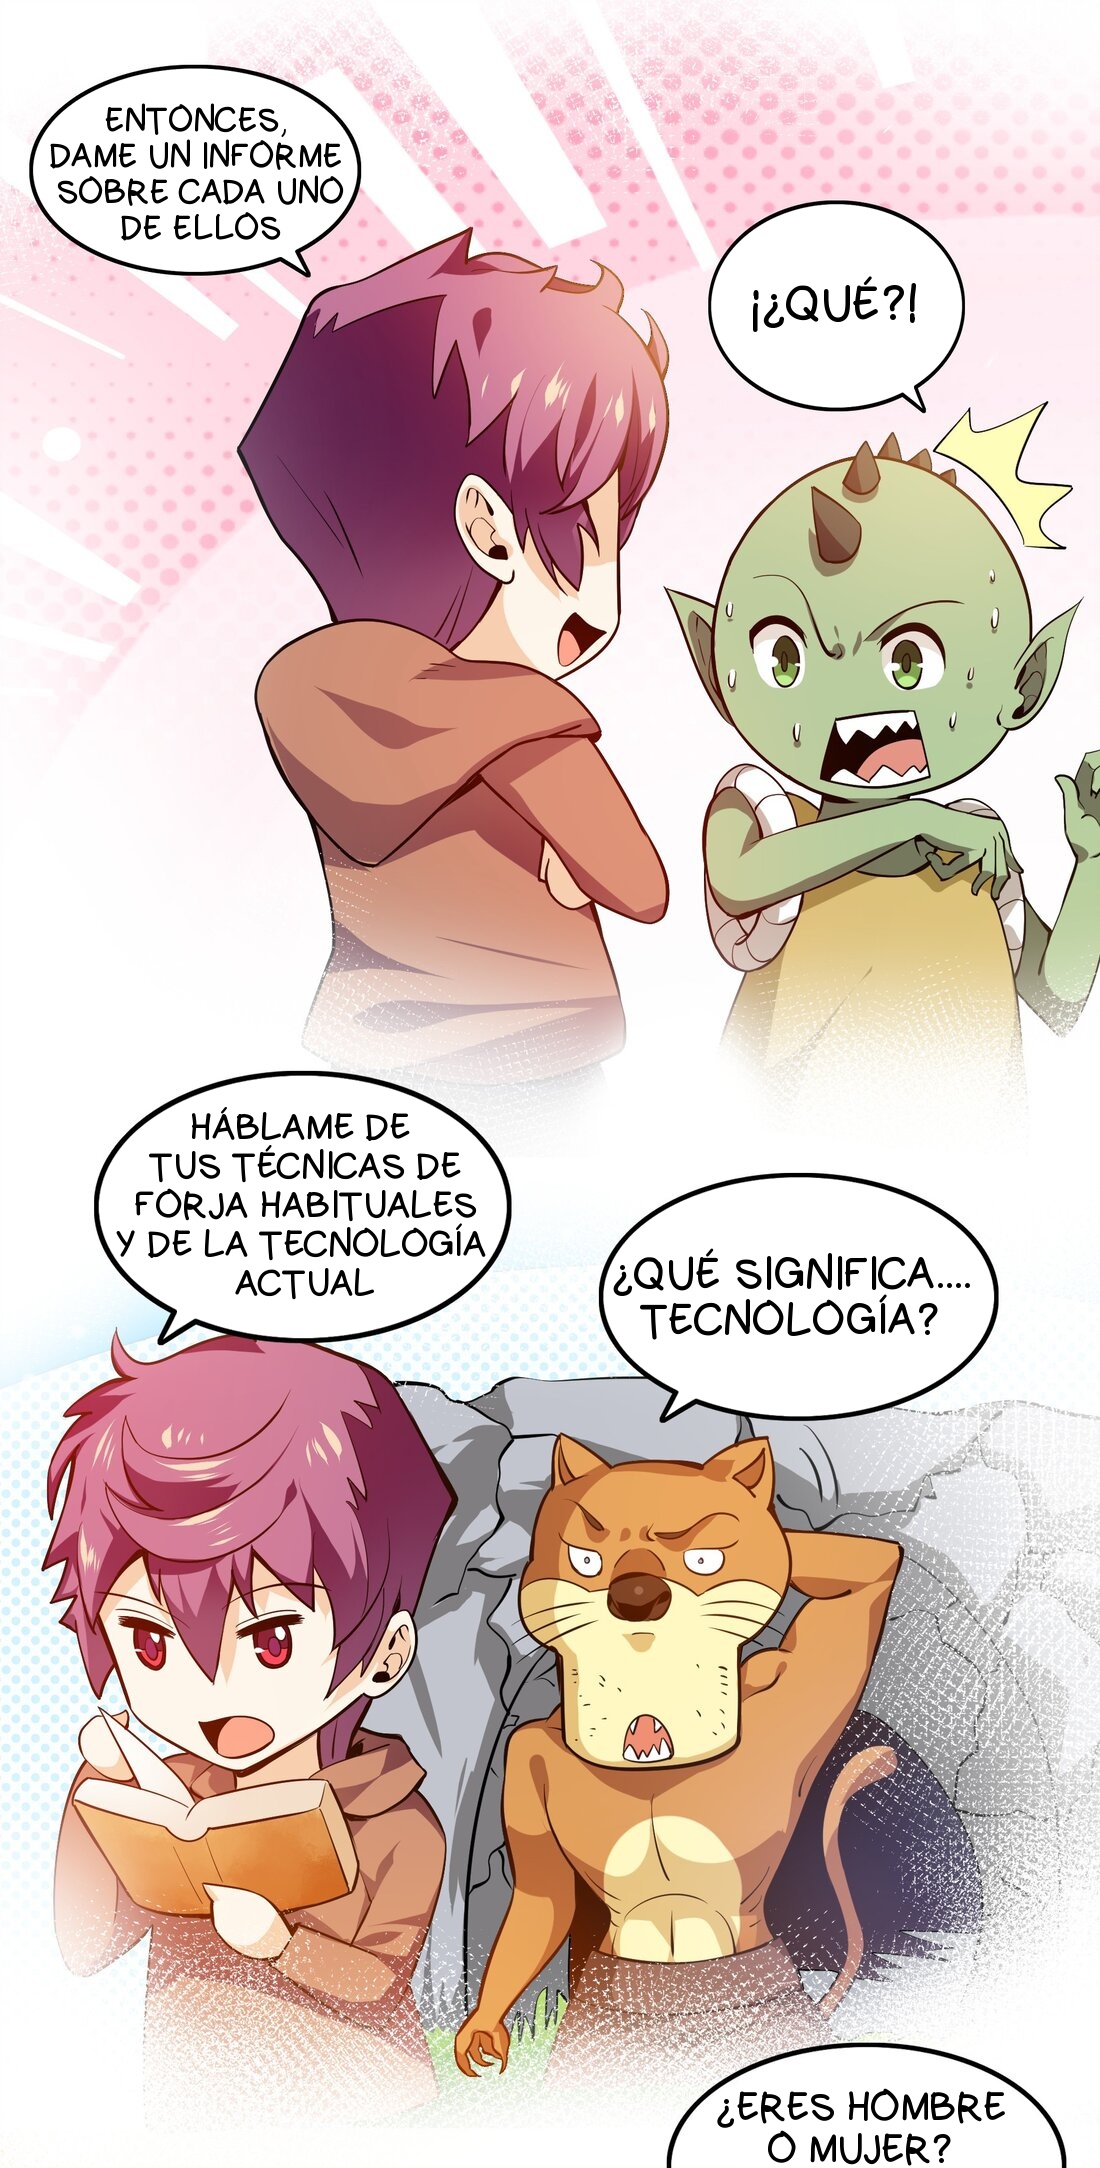 ENTONCES,
DAME UN INFORME
SOBRE CADA UNO
DE ELLOS
¡¿QUÉ?!
HÁBLAME DE
TUS TÉCNICAS DE
FORJA HABITUALES
Y DE LA TECNOLOGÍA
ACTUAL
¿QUÉ SIGNIFICA....
TECNOLOGÍA?
¿ERES HOMBRE
O MUJER?